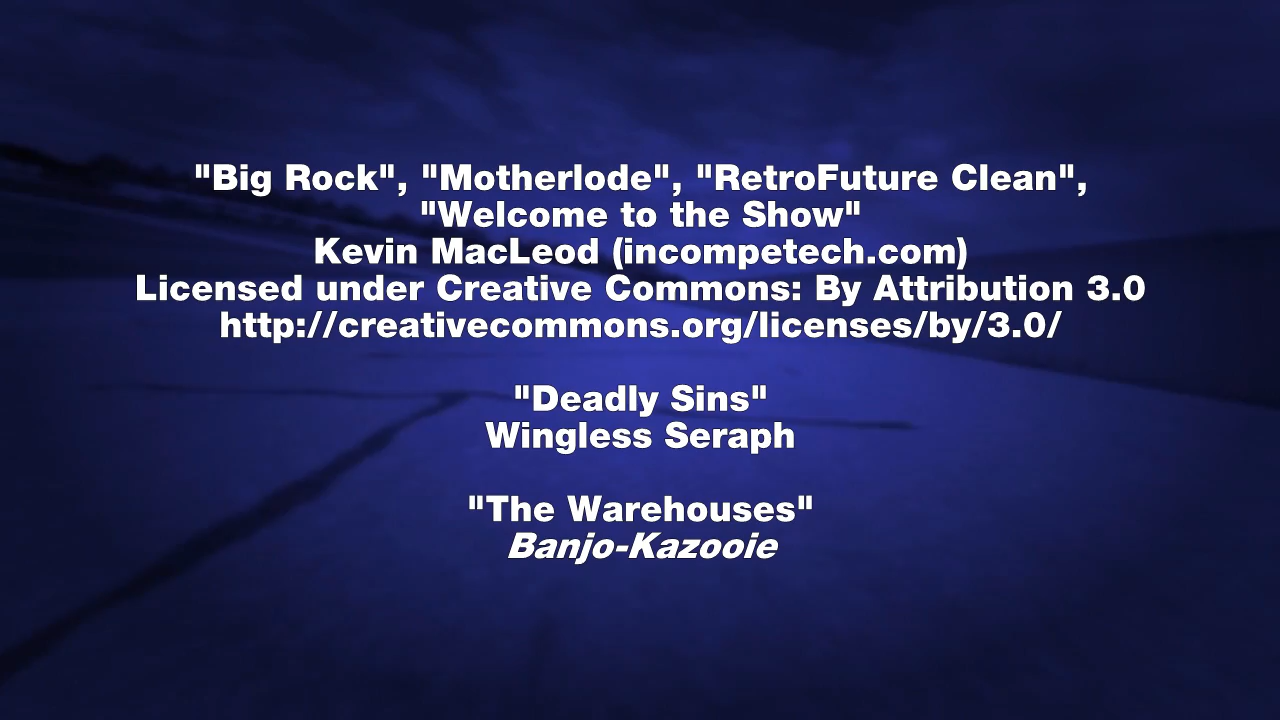 "Big Rock", "Motherlode", "RetroFuture Clean",
"Welcome to the Show"
Kevin MacLeod (incompetech.com)
Licensed under Creative Commons: By Attribution 3.0
http://creativecommons.org/licenses/by/3.0/
"Deadly Sins"
Wingless Seraph
"The Warehouses"
Banjo-Kazooie